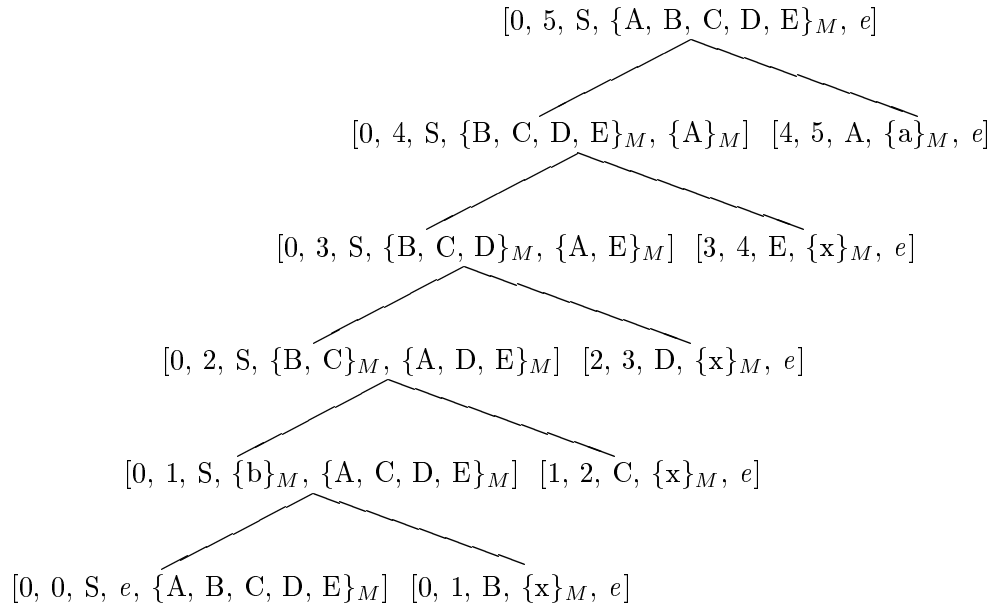 [0, 5, S, {A, B, C, D, E}_M, e]
[0, 4, S, {B, C, D, E}_M, {A}_M] [4, 5, A, {a}_M, e]
[0, 3, S, {B, C, D}_M, {A, E}_M] [3, 4, E, {x}_M, e]
[0, 2, S, {B, C}_M, {A, D, E}_M] [2, 3, D, {x}_M, e]
[0, 1, S, {b}_M, {A, C, D, E}_M] [1, 2, C, {x}_M, e]
[0, 0, S, e, {A, B, C, D, E}_M] [0, 1, B, {x}_M, e]